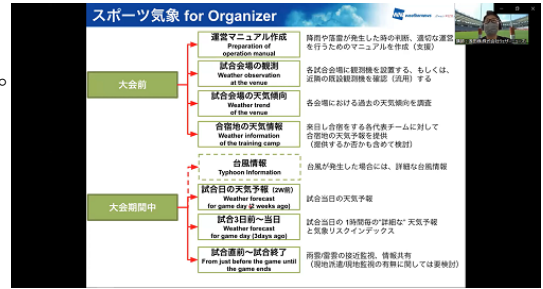 スポーツ気象 for Organizer
weathernews
大会前
運営マニュアル作成
Preparation of
operation manual
降雨や落雷が発生した時の判断、適切な運営
を行うためのマニュアルを作成（支援）
試合会場の観測
Weather observation
at the venue
各試合会場に観測機を設置する、もしくは、
近隣の既設観測機を確認（流用）する
試合会場の天気傾向
Weather trend
of the venue
各会場における過去の天気傾向を調査
合宿地の天気情報
Weather information
of the training camp
来日し合宿をする各代表チームに対して
合宿地の天気情報を提供
（提供するか否かも含めて検討）
大会期間中
台風情報
Typhoon Information
台風が発生した場合には、詳細な台風情報
試合日の天気予報（2W前）
Weather forecast
for game day (2 weeks ago)
試合当日の天気予報
試合3日前～当日
Weather forecast
for game day (3days ago)
試合当日の 1時間毎の"詳細な" 天気予報
と気象リスクインデックス
試合直前～試合終了
From just before the game until
the game ends
雨雲/雷雲の接近監視、情報共有
（現地派遣/現地監視の有無に関しては要検討）